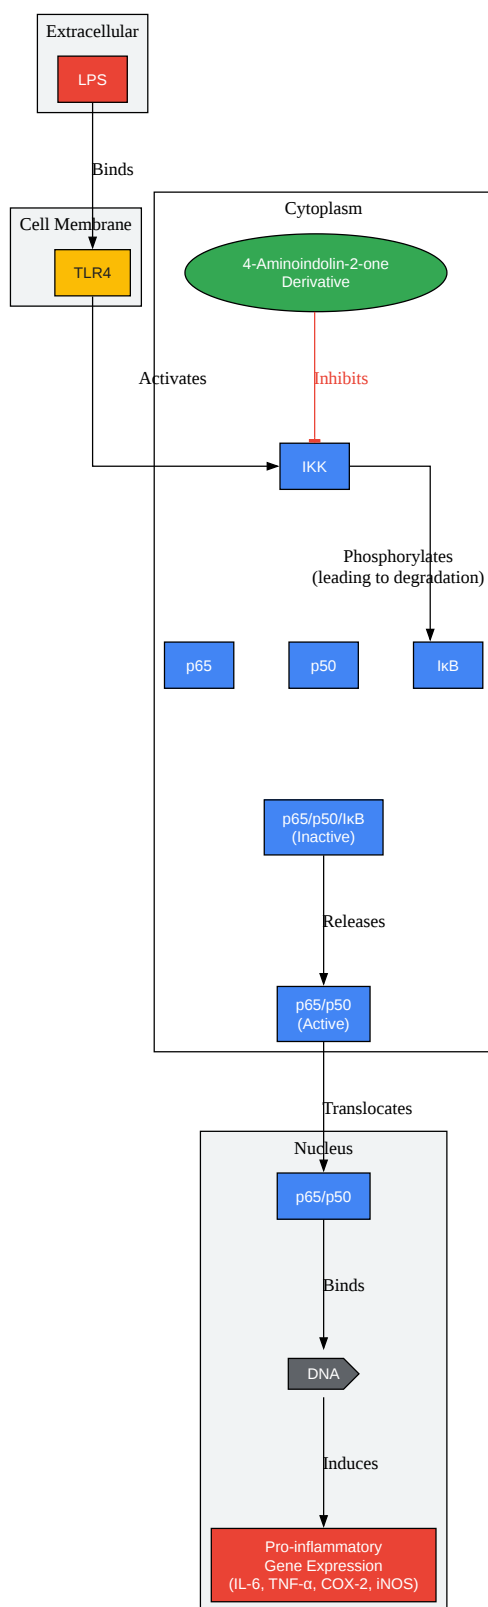 Extracellular
LPS
Binds
Cell Membrane
TLR4
Cytoplasm
4-Aminoindolin-2-one
Derivative
Activates
Inhibits
IKK
Phosphorylates
(leading to degradation)
p65
p50
IκB
p65/p50/IκB
(Inactive)
Releases
p65/p50
(Active)
Translocates
Nucleus
p65/p50
Binds
DNA
Induces
Pro-inflammatory
Gene Expression
(IL-6, TNF-α, COX-2, iNOS)